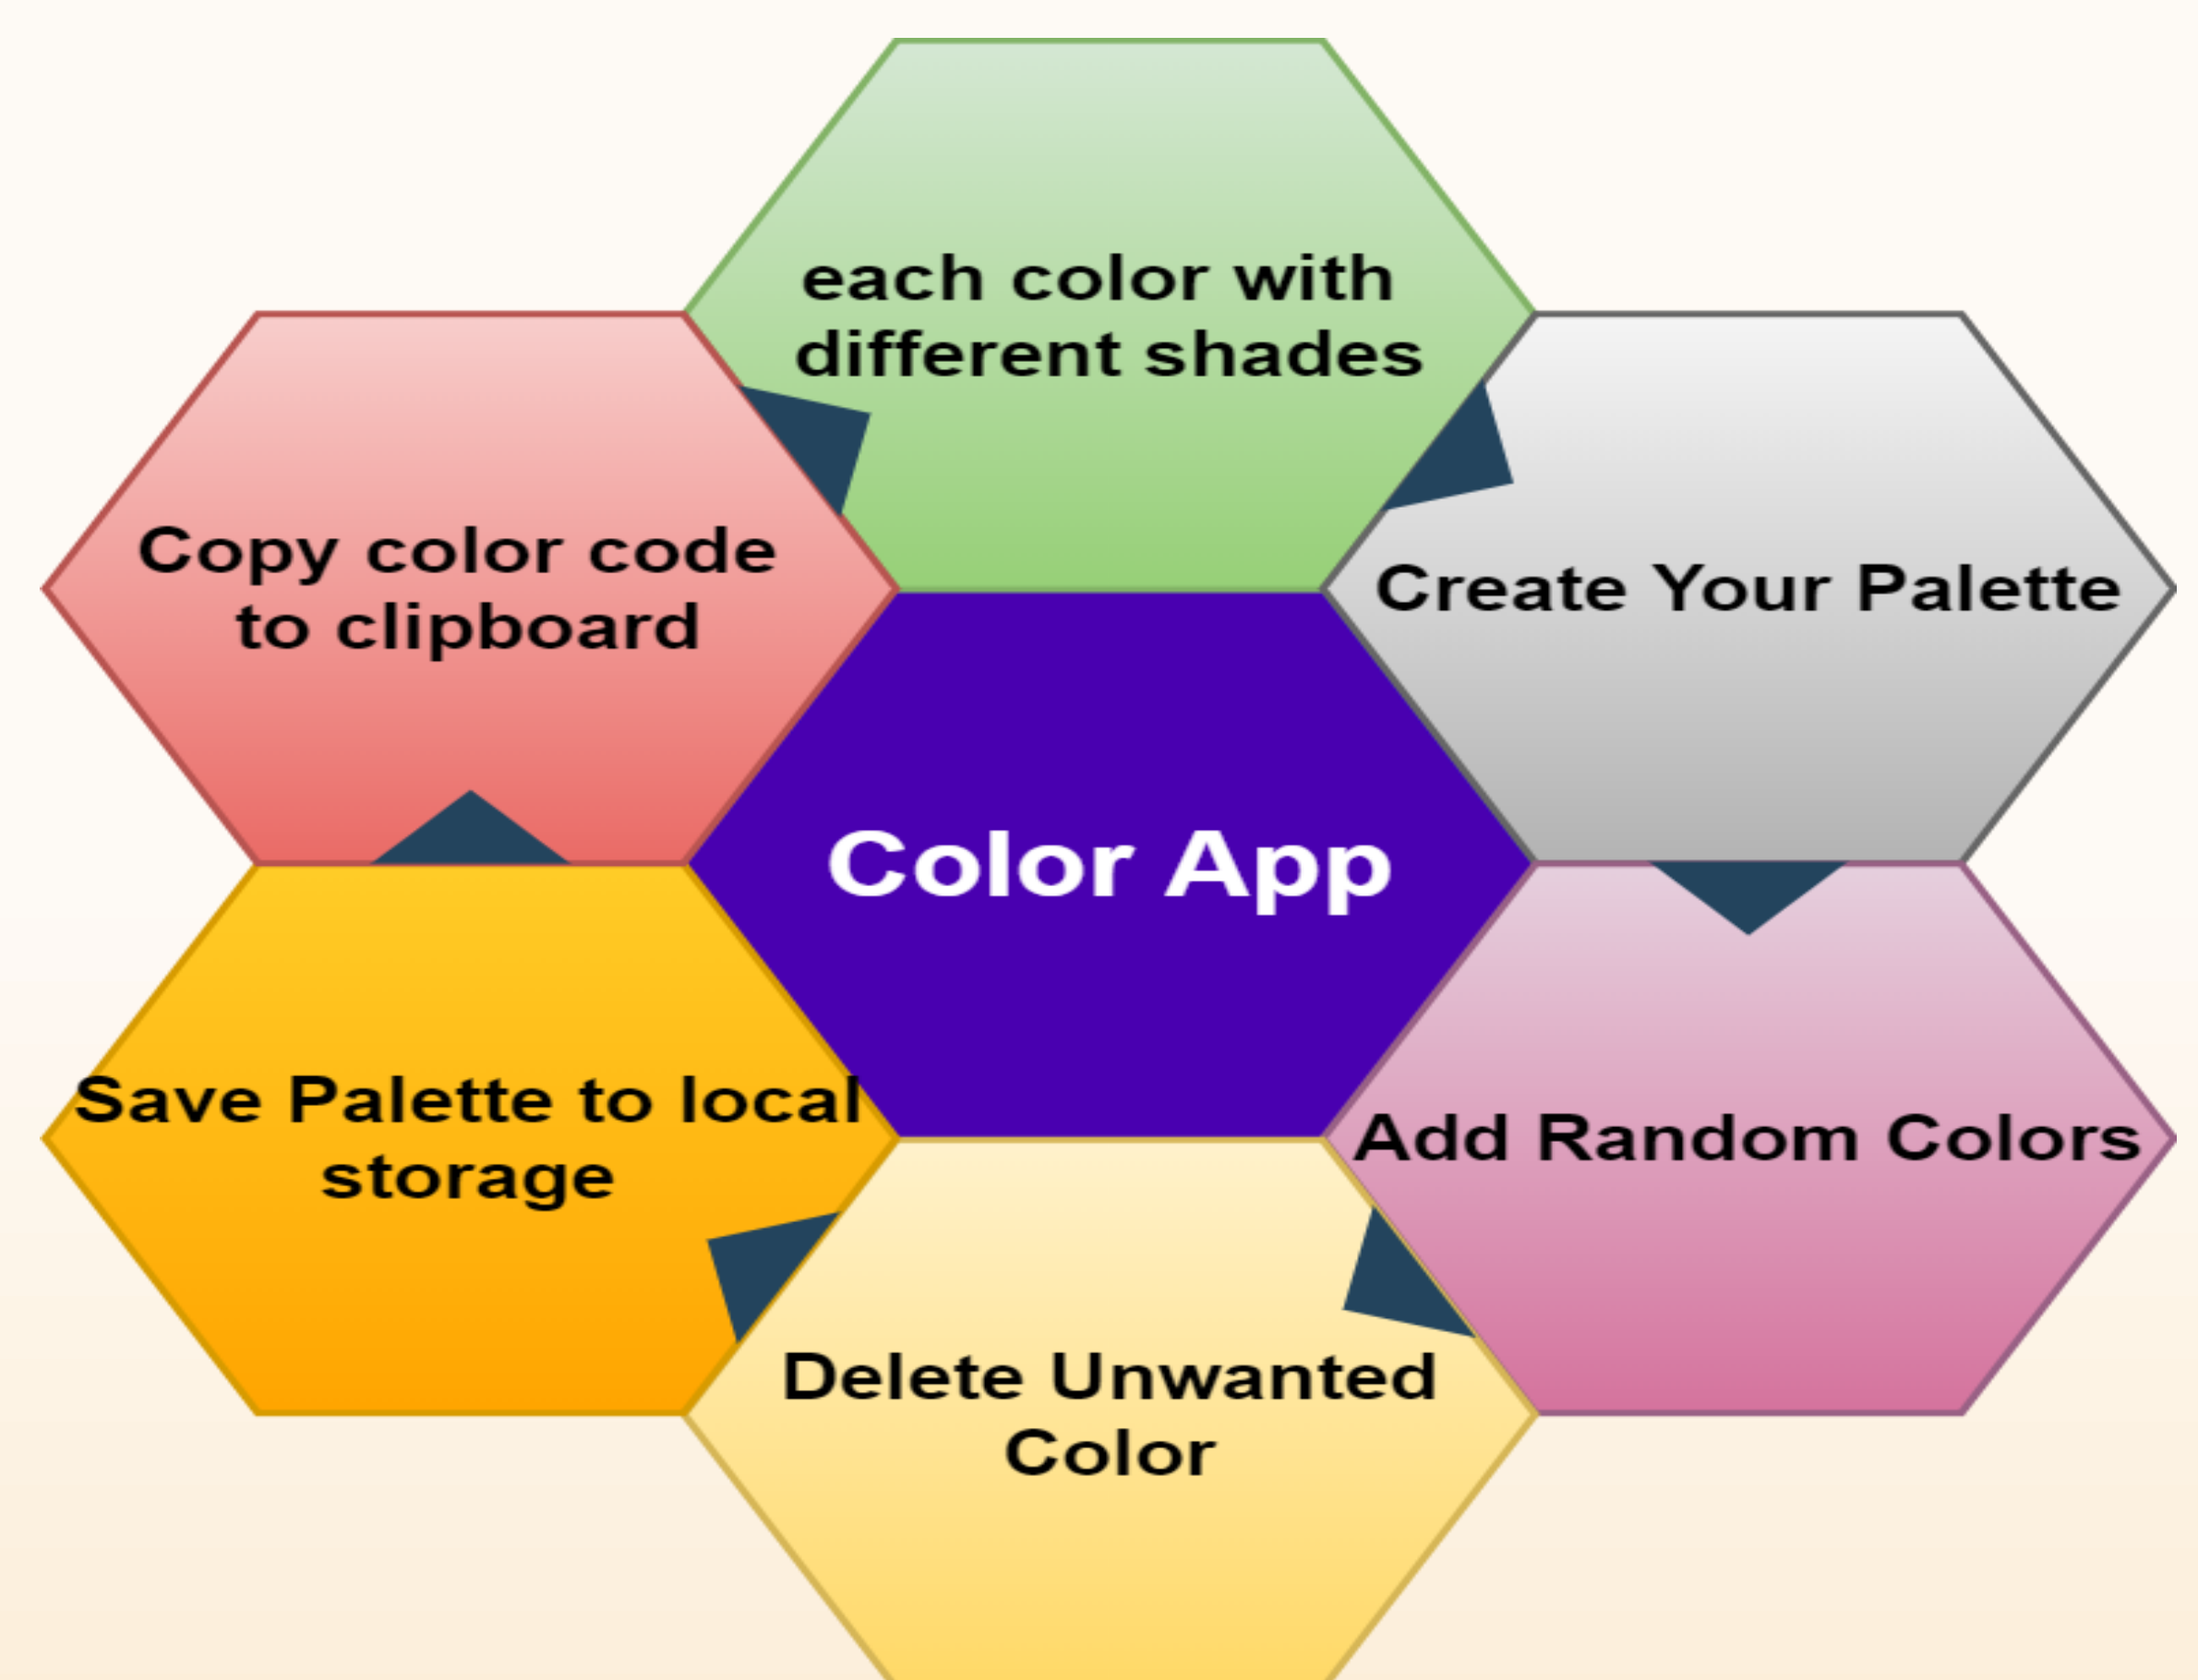 each color with
different shades
Copy color code
to clipboard
Create Your Palette
Color App
Save Palette to local
storage
Add Random Colors
Delete Unwanted
Color